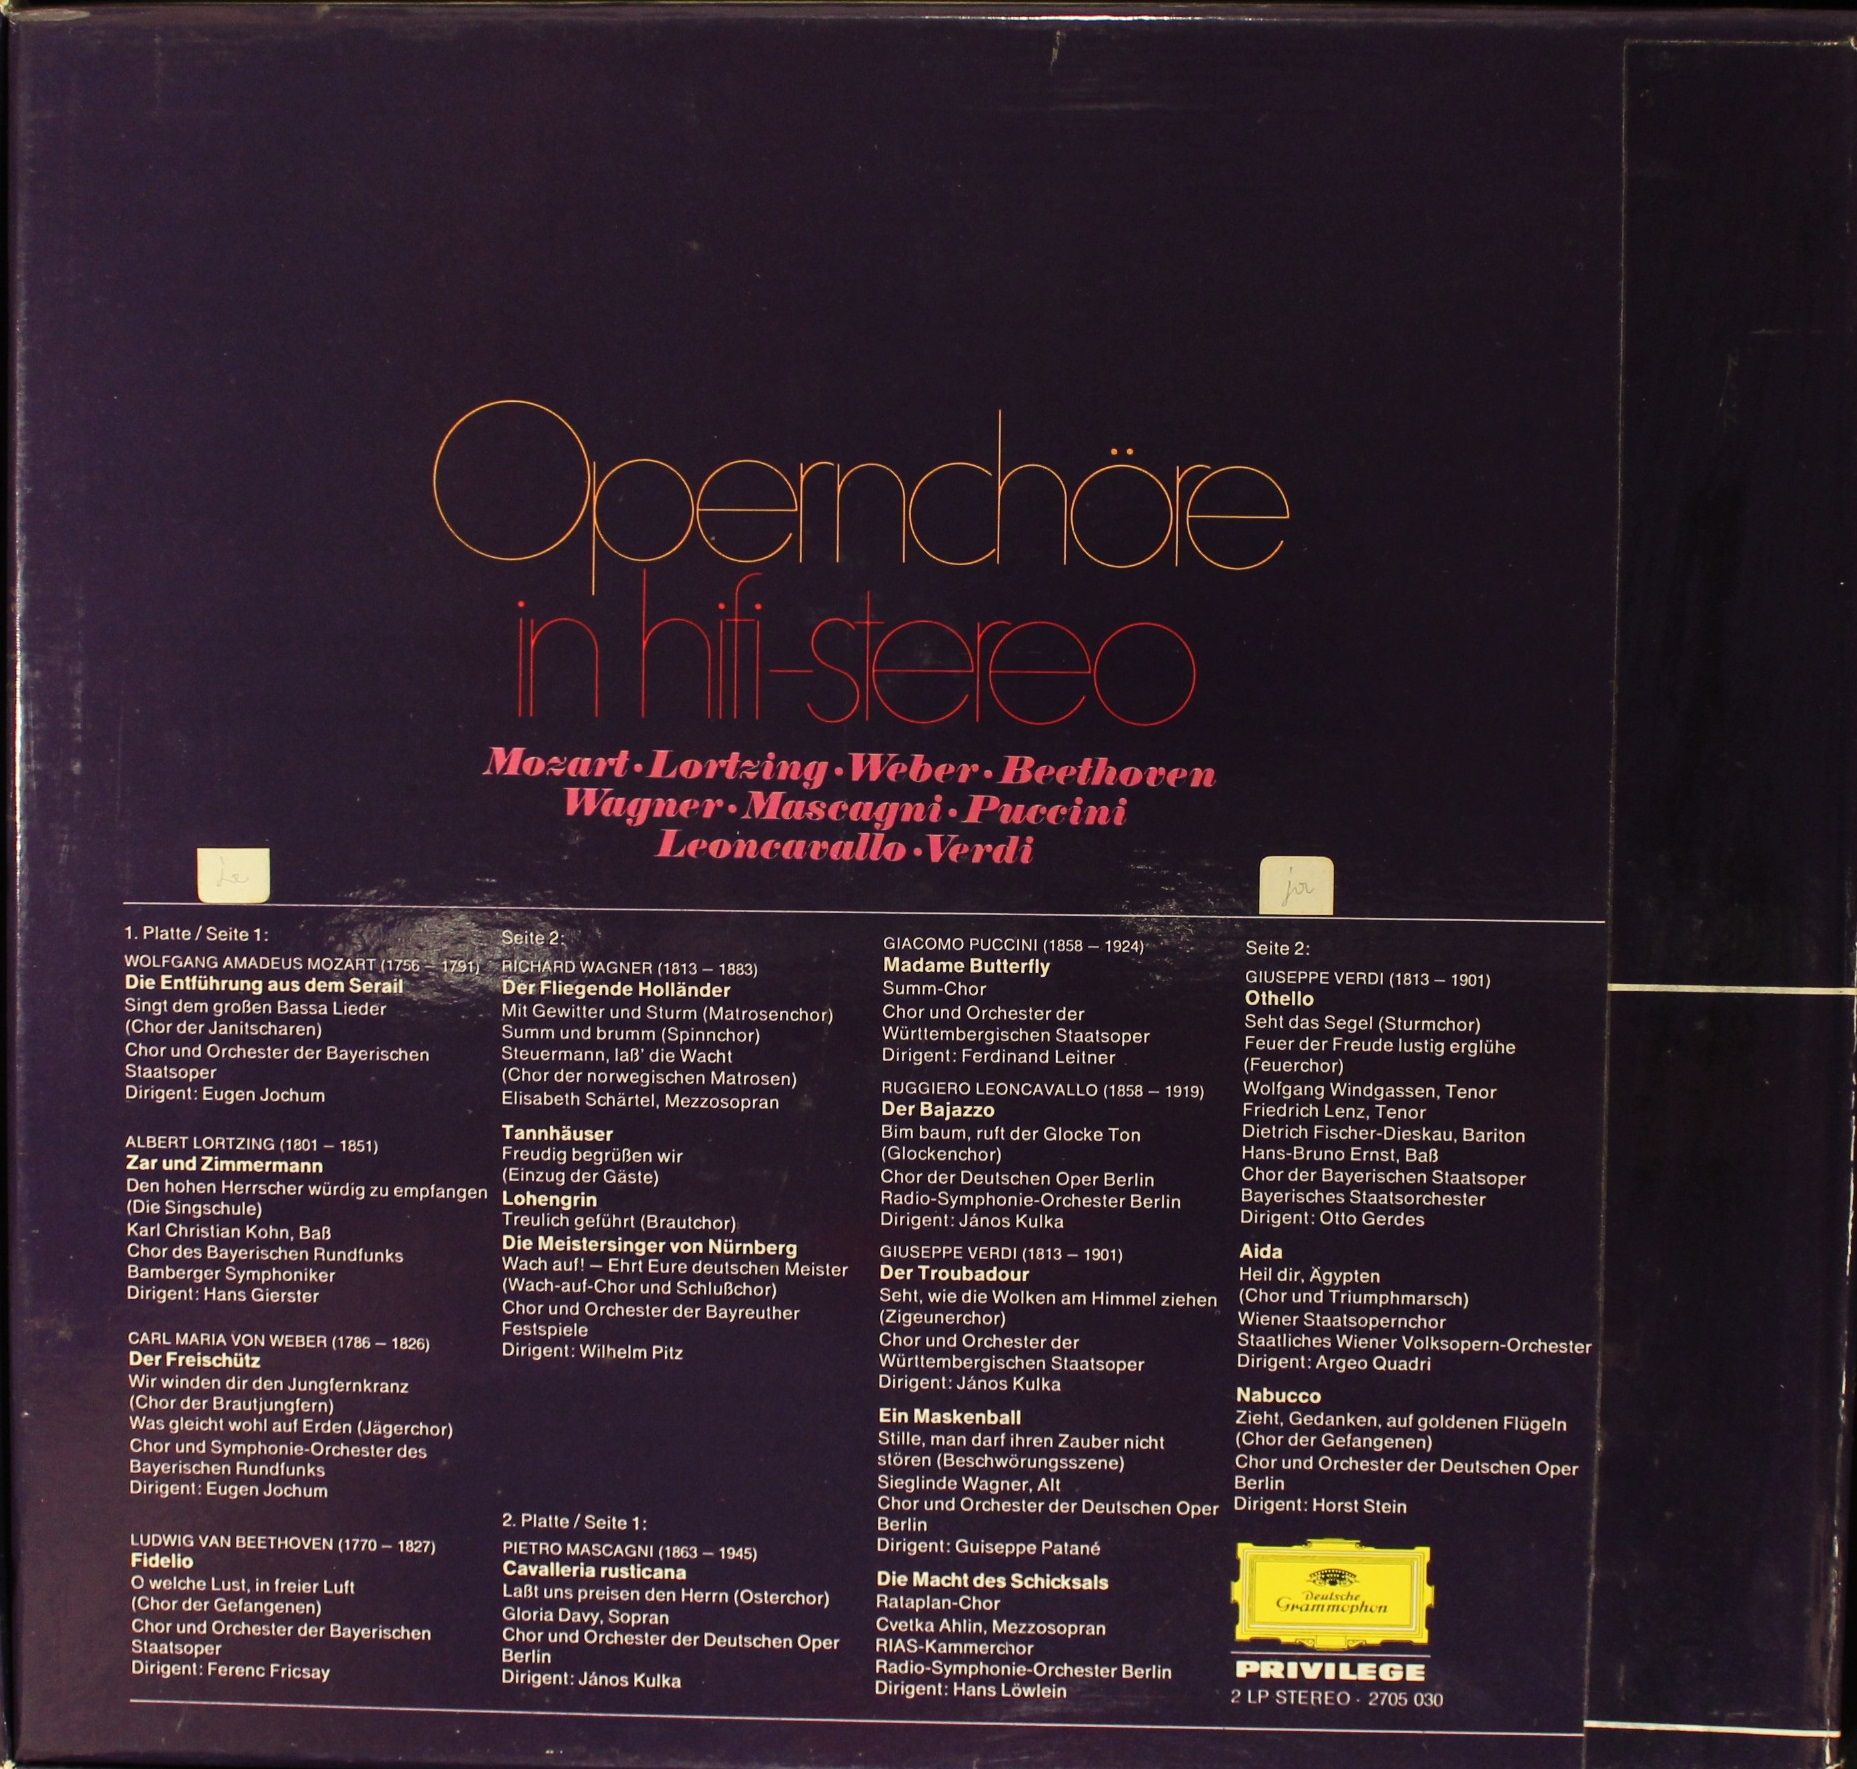 Opernchöre
in hifi-stereo
Mozart · Lortzing · Weber · Beethoven
Wagner · Mascagni · Puccini
Leoncavallo · Verdi
1. Platte / Seite 1:
WOLFGANG AMADEUS MOZART (1756 – 1791)
Die Entführung aus dem Serail
Singt dem großen Bassa Lieder
(Chor der Janitscharen)
Chor und Orchester der Bayerischen
Staatsoper
Dirigent: Eugen Jochum
ALBERT LORTZING (1801 – 1851)
Zar und Zimmermann
Den hohen Herrscher würdig zu empfangen
(Die Singschule)
Karl Christian Kohn, Baß
Chor des Bayerischen Rundfunks
Bamberger Symphoniker
Dirigent: Hans Gierster
CARL MARIA VON WEBER (1786 – 1826)
Der Freischütz
Wir winden dir den Jungfernkranz
(Chor der Brautjungfern)
Was gleicht wohl auf Erden (Jägerchor)
Chor und Symphonie-Orchester des
Bayerischen Rundfunks
Dirigent: Eugen Jochum
LUDWIG VAN BEETHOVEN (1770 – 1827)
Fidelio
O welche Lust, in freier Luft
(Chor der Gefangenen)
Chor und Orchester der Bayerischen
Staatsoper
Dirigent: Ferenc Fricsay
Seite 2:
RICHARD WAGNER (1813 – 1883)
Der Fliegende Holländer
Mit Gewitter und Sturm (Matrosenchor)
Summ und brumm (Spinnchor)
Steuermann, laß' die Wacht
(Chor der norwegischen Matrosen)
Elisabeth Schärtel, Mezzosopran
Tannhäuser
Freudig begrüßen wir
(Einzug der Gäste)
Lohengrin
Treulich geführt (Brautchor)
Die Meistersinger von Nürnberg
Wach auf! – Ehrt Eure deutschen Meister
(Wach-auf-Chor und Schlußchor)
Chor und Orchester der Bayreuther
Festspiele
Dirigent: Wilhelm Pitz
2. Platte / Seite 1:
PIETRO MASCAGNI (1863 – 1945)
Cavalleria rusticana
Laßt uns preisen den Herrn (Osterchor)
Gloria Davy, Sopran
Chor und Orchester der Deutschen Oper
Berlin
Dirigent: János Kulka
GIACOMO PUCCINI (1858 – 1924)
Madame Butterfly
Summ-Chor
Chor und Orchester der
Württembergischen Staatsoper
Dirigent: Ferdinand Leitner
RUGGIERO LEONCAVALLO (1858 – 1919)
Der Bajazzo
Bim baum, ruft der Glocke Ton
(Glockenchor)
Chor der Deutschen Oper Berlin
Radio-Symphonie-Orchester Berlin
Dirigent: János Kulka
GIUSEPPE VERDI (1813 – 1901)
Der Troubadour
Seht, wie die Wolken am Himmel ziehen
(Zigeunerchor)
Chor und Orchester der
Württembergischen Staatsoper
Dirigent: János Kulka
Ein Maskenball
Stille, man darf ihren Zauber nicht
stören (Beschwörungsszene)
Sieglinde Wagner, Alt
Chor und Orchester der Deutschen Oper
Berlin
Dirigent: Guiseppe Patané
Die Macht des Schicksals
Rataplan-Chor
Cvetka Ahlin, Mezzosopran
RIAS-Kammerchor
Radio-Symphonie-Orchester Berlin
Dirigent: Hans Löwlein
Seite 2:
GIUSEPPE VERDI (1813 – 1901)
Othello
Seht das Segel (Sturmchor)
Feuer der Freude lustig erglühe
(Feuerchor)
Wolfgang Windgassen, Tenor
Friedrich Lenz, Tenor
Dietrich Fischer-Dieskau, Bariton
Hans-Bruno Ernst, Baß
Chor der Bayerischen Staatsoper
Bayerisches Staatsorchester
Dirigent: Otto Gerdes
Aida
Heil dir, Ägypten
(Chor und Triumphmarsch)
Wiener Staatsopernchor
Staatliches Wiener Volksopern-Orchester
Dirigent: Argeo Quadri
Nabucco
Zieht, Gedanken, auf goldenen Flügeln
(Chor der Gefangenen)
Chor und Orchester der Deutschen Oper
Berlin
Dirigent: Horst Stein
Deutsche
Grammophon
PRIVILEGE
2 LP STEREO · 2705 030